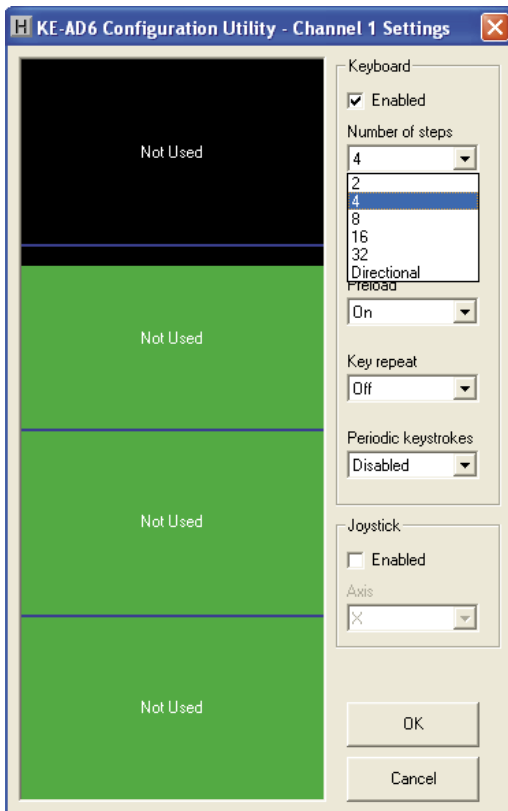 H KE-AD6 Configuration Utility - Channel 1 Settings
Not Used
Not Used
Not Used
Not Used
Keyboard
Enabled
Number of steps
4
2
4
8
16
32
Directional
Preload
On
Key repeat
Off
Periodic keystrokes
Disabled
Joystick
Enabled
Axis
X
OK
Cancel